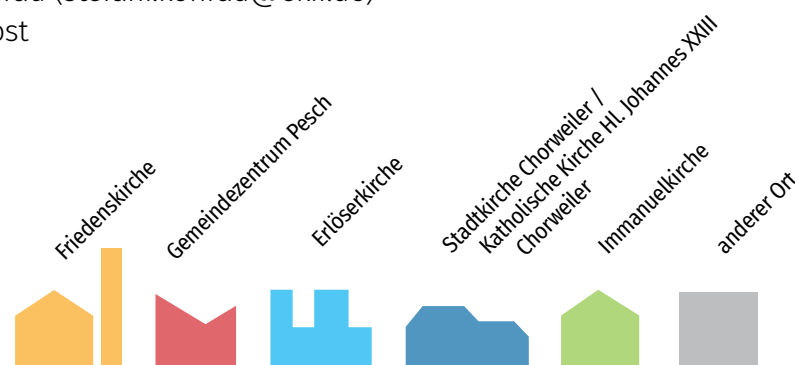 ost
Friedenskirche
Gemeindezentrum Pesch
Erlöserkirche
Stadtkirche Chorweiler /
Katholische Kirche Hl. Johannes XXIII
Chorweiler
Immanuelkirche
anderer Ort